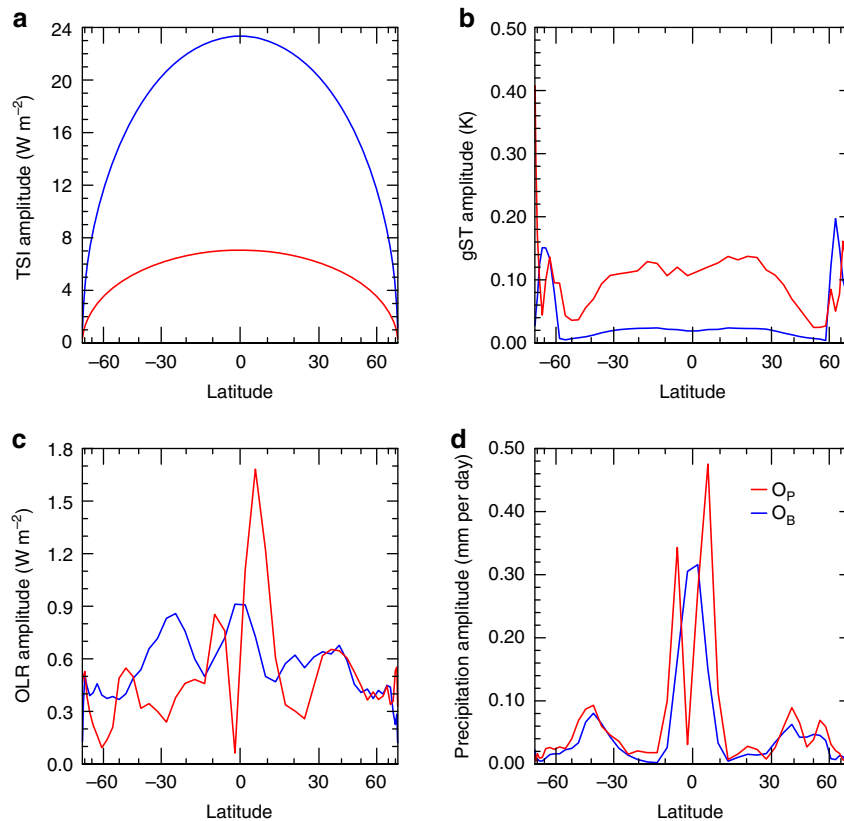 a
TSI amplitude (W m⁻²)
24
20
16
12
8
4
0
−60 −30 0 30 60
Latitude
b
gST amplitude (K)
0.50
0.40
0.30
0.20
0.10
0.00
−60 −30 0 30 60
Latitude
c
OLR amplitude (W m⁻²)
1.8
1.5
1.2
0.9
0.6
0.3
0.0
−60 −30 0 30 60
Latitude
d
Precipitation amplitude (mm per day)
0.50
0.40
0.30
0.20
0.10
0.00
O_P
O_B
−60 −30 0 30 60
Latitude